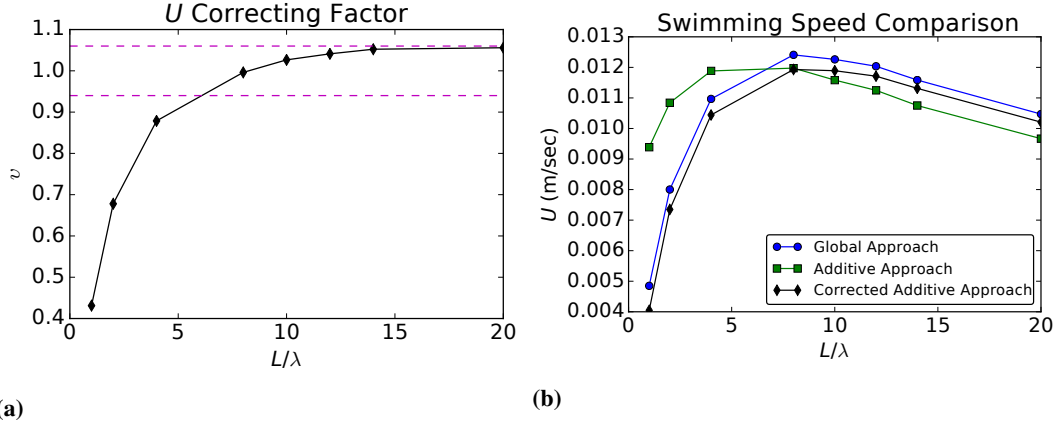 U Correcting Factor
1.1
1.0
0.9
0.8
0.7
0.6
0.5
0.4
υ
0
5
10
15
20
L/λ
(a)
Swimming Speed Comparison
0.013
0.012
0.011
0.010
0.009
0.008
0.007
0.006
0.005
0.004
U (m/sec)
Global Approach
Additive Approach
Corrected Additive Approach
0
5
10
15
20
L/λ
(b)